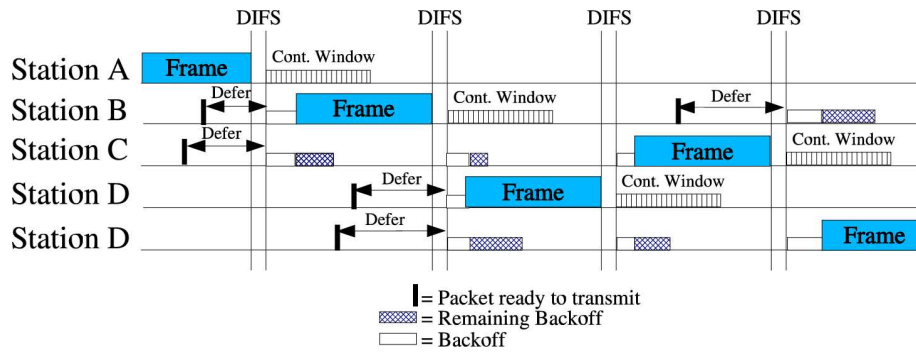 DIFS DIFS DIFS DIFS
Station A Frame Cont. Window
Station B Defer Frame Cont. Window Defer
Station C Defer Frame Cont. Window
Station D Defer Frame Cont. Window
Station D Defer Frame
= Packet ready to transmit
= Remaining Backoff
= Backoff